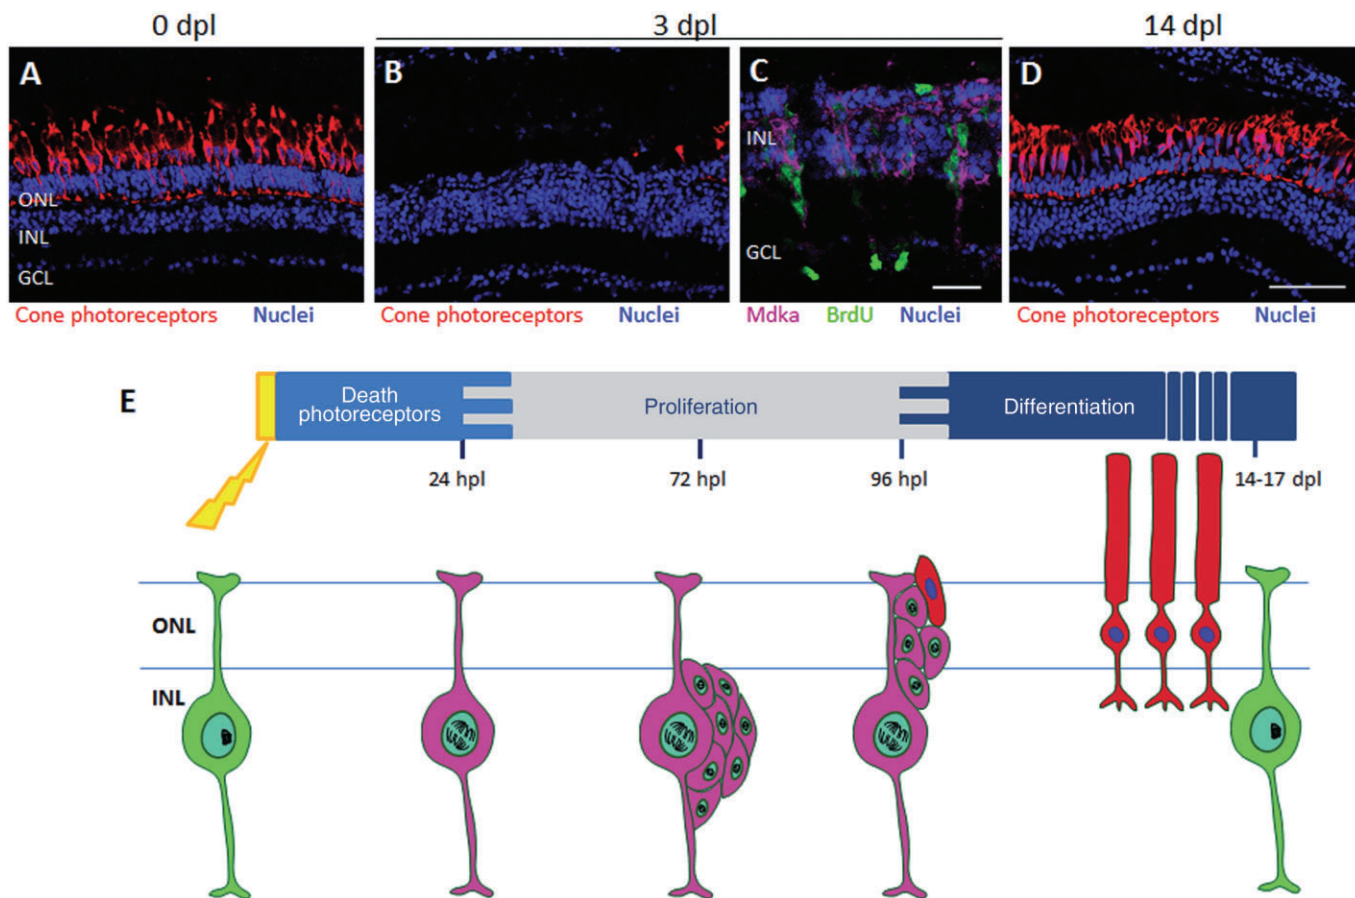 0 dpl
3 dpl
14 dpl
A
B
C
D
INL
ONL
INL
GCL
GCL
Cone photoreceptors Nuclei
Cone photoreceptors Nuclei
Mdka BrdU Nuclei
Cone photoreceptors Nuclei
E
Death
photoreceptors
Proliferation
Differentiation
24 hpl
72 hpl
96 hpl
14-17 dpl
ONL
INL